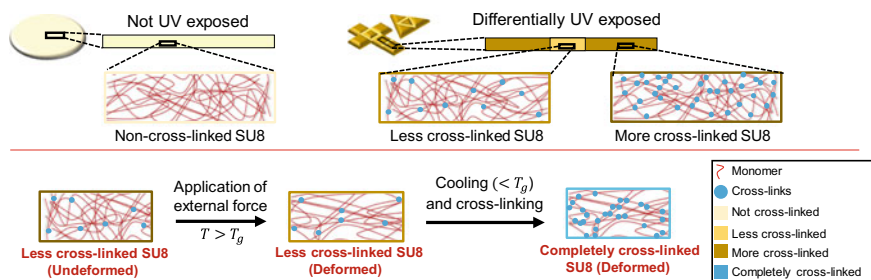 Not UV exposed
Differentially UV exposed
Non-cross-linked SU8
Less cross-linked SU8
More cross-linked SU8
Application of
external force
T > T_g
Cooling (< T_g)
and cross-linking
Less cross-linked SU8
(Undeformed)
Less cross-linked SU8
(Deformed)
Completely cross-linked
SU8 (Deformed)
Monomer
Cross-links
Not cross-linked
Less cross-linked
More cross-linked
Completely cross-linked